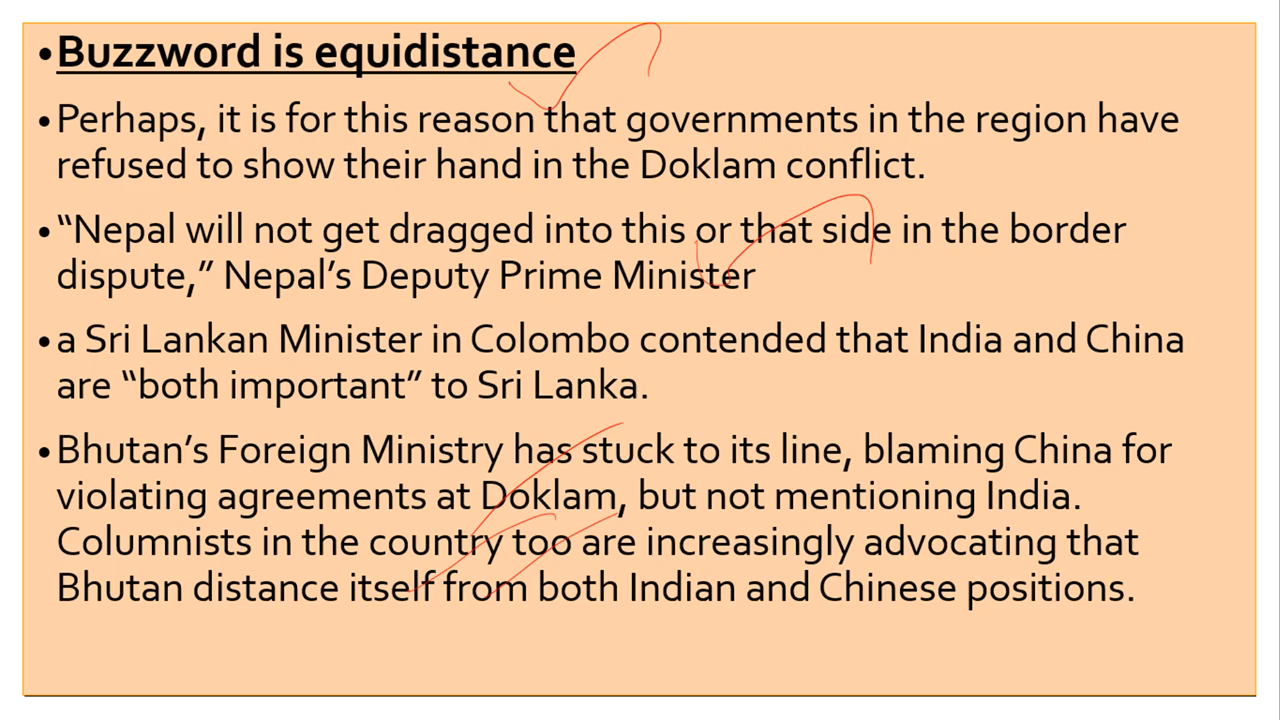 •Buzzword is equidistance
•Perhaps, it is for this reason that governments in the region have
refused to show their hand in the Doklam conflict.
•“Nepal will not get dragged into this or that side in the border
dispute,” Nepal’s Deputy Prime Minister
•a Sri Lankan Minister in Colombo contended that India and China
are “both important” to Sri Lanka.
•Bhutan’s Foreign Ministry has stuck to its line, blaming China for
violating agreements at Doklam, but not mentioning India.
Columnists in the country too are increasingly advocating that
Bhutan distance itself from both Indian and Chinese positions.